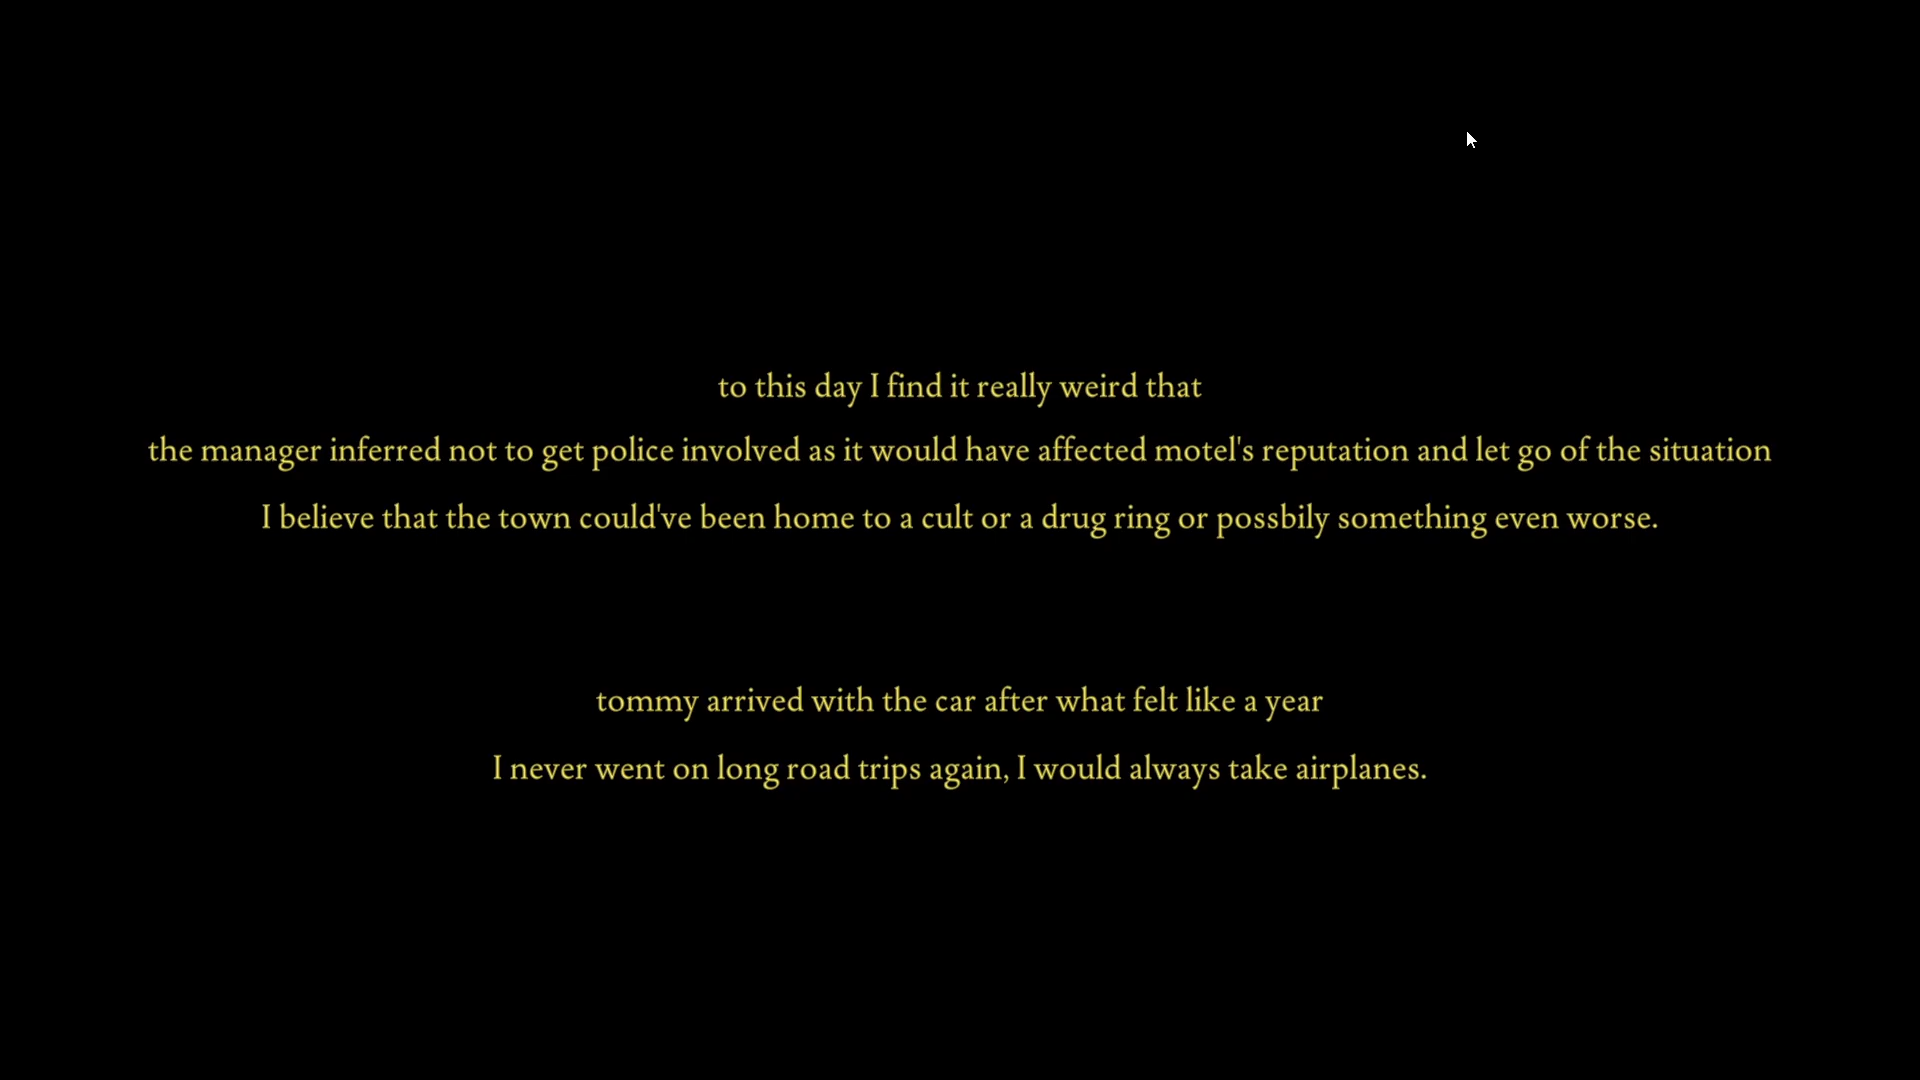 to this day I find it really weird that
the manager inferred not to get police involved as it would have affected motel's reputation and let go of the situation
I believe that the town could've been home to a cult or a drug ring or possbily something even worse.
tommy arrived with the car after what felt like a year
I never went on long road trips again, I would always take airplanes.